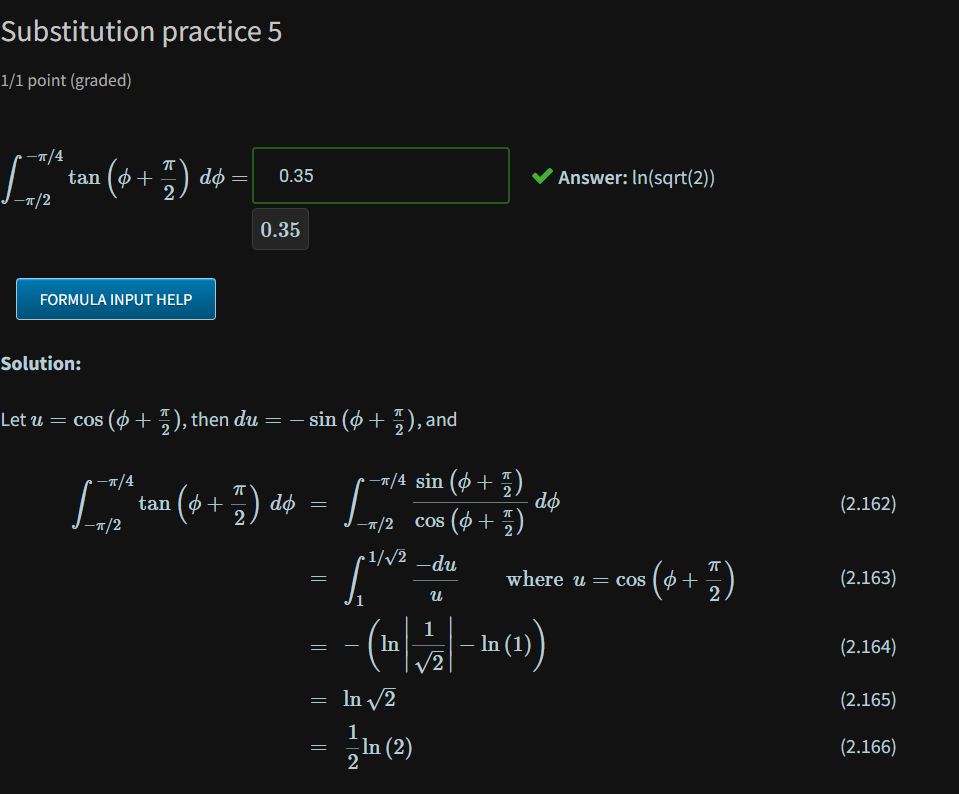 Substitution practice 5
1/1 point (graded)
∫_{−π/2}^{−π/4} tan (ϕ + π/2) dϕ = 0.35 ✔ Answer: ln(sqrt(2))
0.35
FORMULA INPUT HELP
Solution:
Let u = cos (ϕ + π/2), then du = − sin (ϕ + π/2), and
∫_{−π/2}^{−π/4} tan (ϕ + π/2) dϕ = ∫_{−π/2}^{−π/4} sin (ϕ + π/2) / cos (ϕ + π/2) dϕ (2.162)
= ∫_{1}^{1/√2} −du/u where u = cos (ϕ + π/2) (2.163)
= − (ln |1/√2| − ln (1)) (2.164)
= ln √2 (2.165)
= 1/2 ln (2) (2.166)